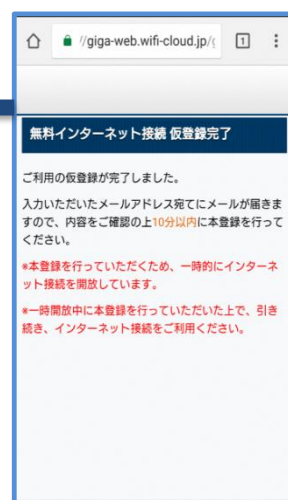 //giga-web.wifi-cloud.jp/g 1
無料インターネット接続 仮登録完了
ご利用の仮登録が完了しました。
入力いただいたメールアドレス宛てにメールが届きま
すので、内容をご確認の上10分以内に本登録を行って
ください。
*本登録を行っていただくため、一時的にインターネ
ット接続を開放しています。
*一時開放中に本登録を行っていただいた上で、引き
続き、インターネット接続をご利用ください。